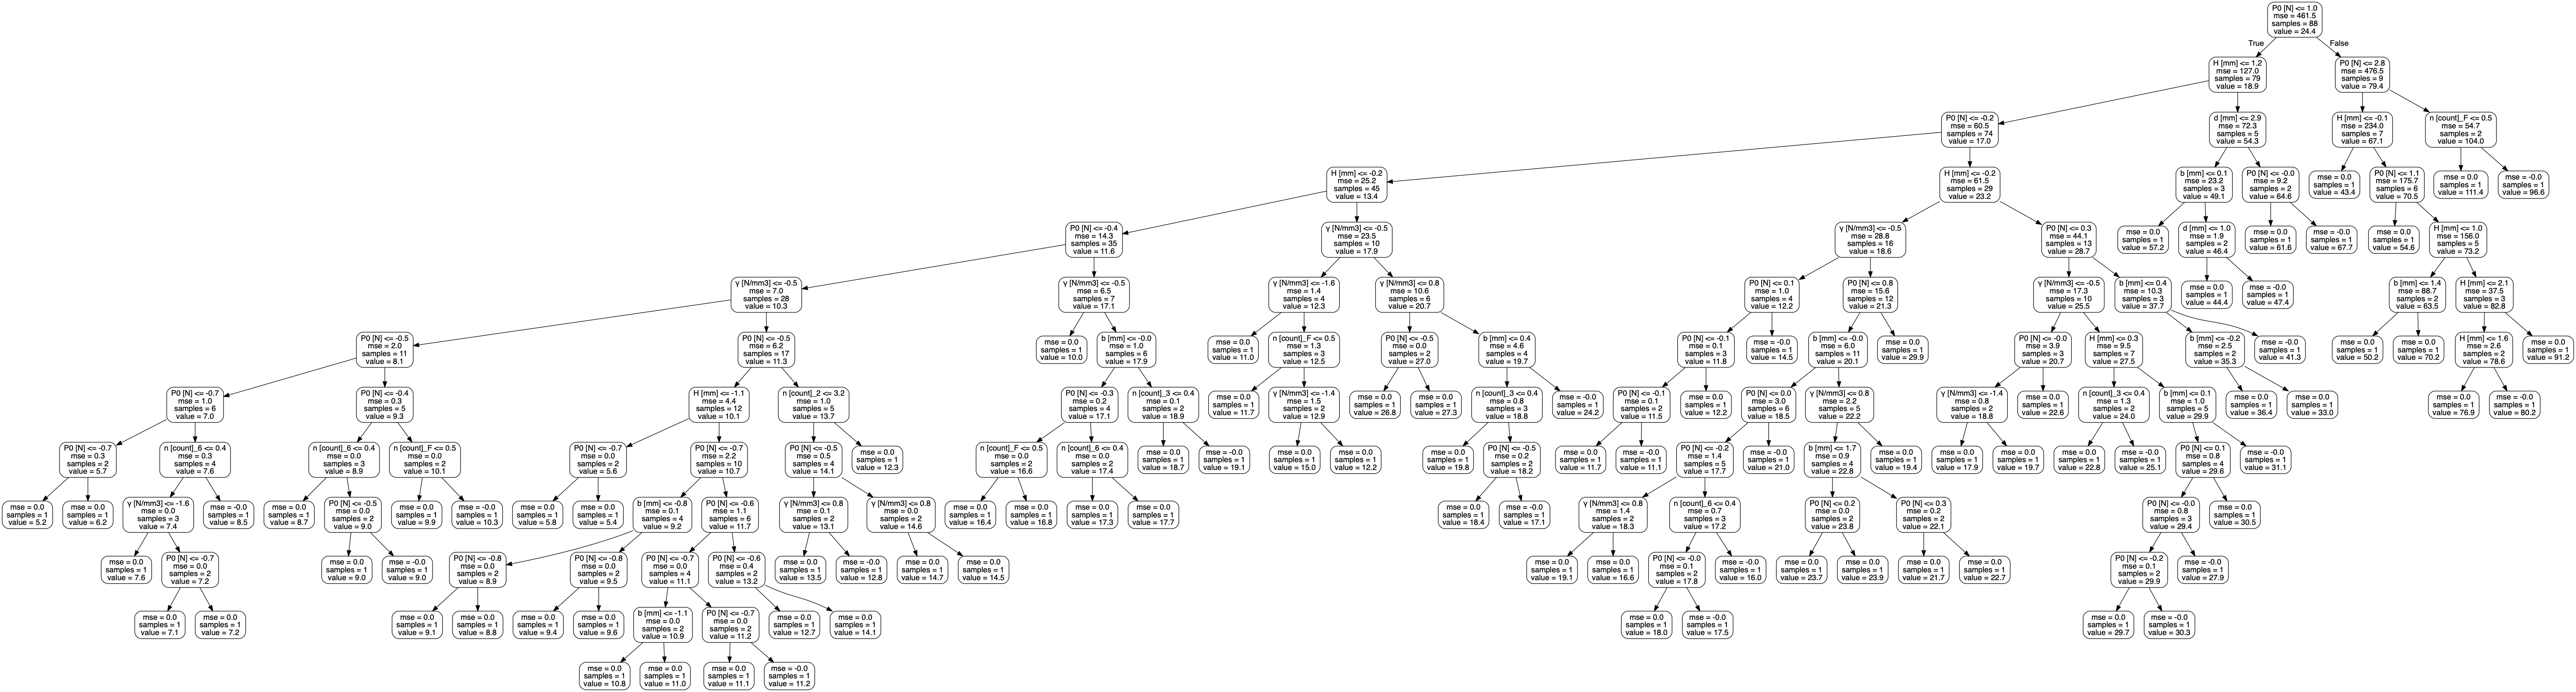 P0 [N] <= 1.0
mse = 461.5
samples = 88
value = 24.4
True
False
H [mm] <= 1.2
mse = 127.0
samples = 79
value = 18.9
P0 [N] <= 2.8
mse = 476.5
samples = 9
value = 79.4
P0 [N] <= -0.2
mse = 60.5
samples = 74
value = 17.0
d [mm] <= 2.9
mse = 72.3
samples = 5
value = 54.3
H [mm] <= -0.1
mse = 234.0
samples = 7
value = 67.1
n [count]_F <= 0.5
mse = 54.7
samples = 2
value = 104.0
H [mm] <= -0.2
mse = 25.2
samples = 45
value = 13.4
H [mm] <= -0.2
mse = 61.5
samples = 29
value = 23.2
b [mm] <= 0.1
mse = 23.2
samples = 3
value = 49.1
P0 [N] <= -0.0
mse = 9.2
samples = 2
value = 64.6
mse = 0.0
samples = 1
value = 43.4
P0 [N] <= 1.1
mse = 175.7
samples = 6
value = 70.5
mse = 0.0
samples = 1
value = 111.4
mse = -0.0
samples = 1
value = 96.6
P0 [N] <= -0.4
mse = 14.3
samples = 35
value = 11.6
γ [N/mm3] <= -0.5
mse = 23.5
samples = 10
value = 17.9
γ [N/mm3] <= -0.5
mse = 28.8
samples = 16
value = 18.6
P0 [N] <= 0.3
mse = 44.1
samples = 13
value = 28.7
mse = 0.0
samples = 1
value = 57.2
d [mm] <= 1.0
mse = 1.9
samples = 2
value = 46.4
mse = 0.0
samples = 1
value = 61.6
mse = -0.0
samples = 1
value = 67.7
mse = 0.0
samples = 1
value = 54.6
H [mm] <= 1.0
mse = 156.0
samples = 5
value = 73.2
γ [N/mm3] <= -0.5
mse = 7.0
samples = 28
value = 10.3
γ [N/mm3] <= -0.5
mse = 6.5
samples = 7
value = 17.1
γ [N/mm3] <= -1.6
mse = 1.4
samples = 4
value = 12.3
γ [N/mm3] <= 0.8
mse = 10.6
samples = 6
value = 20.7
P0 [N] <= 0.1
mse = 1.0
samples = 4
value = 12.2
P0 [N] <= 0.8
mse = 15.6
samples = 12
value = 21.3
γ [N/mm3] <= -0.5
mse = 17.3
samples = 10
value = 25.5
b [mm] <= 0.4
mse = 10.3
samples = 3
value = 37.7
mse = 0.0
samples = 1
value = 44.4
mse = -0.0
samples = 1
value = 47.4
b [mm] <= 1.4
mse = 88.7
samples = 2
value = 63.5
H [mm] <= 2.1
mse = 37.5
samples = 3
value = 82.8
P0 [N] <= -0.5
mse = 2.0
samples = 11
value = 8.1
P0 [N] <= -0.5
mse = 6.2
samples = 17
value = 11.3
mse = 0.0
samples = 1
value = 10.0
b [mm] <= -0.0
mse = 1.0
samples = 6
value = 17.9
mse = 0.0
samples = 1
value = 11.0
n [count]_F <= 0.5
mse = 1.3
samples = 3
value = 12.5
P0 [N] <= -0.5
mse = 0.0
samples = 2
value = 27.0
b [mm] <= 0.4
mse = 4.6
samples = 4
value = 19.7
P0 [N] <= -0.1
mse = 0.1
samples = 3
value = 11.8
mse = -0.0
samples = 1
value = 14.5
b [mm] <= -0.0
mse = 6.0
samples = 11
value = 20.1
mse = 0.0
samples = 1
value = 29.9
P0 [N] <= -0.0
mse = 3.9
samples = 3
value = 20.7
H [mm] <= 0.3
mse = 9.5
samples = 7
value = 27.5
b [mm] <= -0.2
mse = 2.5
samples = 2
value = 35.3
mse = -0.0
samples = 1
value = 41.3
mse = 0.0
samples = 1
value = 50.2
mse = 0.0
samples = 1
value = 70.2
H [mm] <= 1.6
mse = 2.6
samples = 2
value = 78.6
mse = 0.0
samples = 1
value = 91.2
P0 [N] <= -0.7
mse = 1.0
samples = 6
value = 7.0
P0 [N] <= -0.4
mse = 0.3
samples = 5
value = 9.3
H [mm] <= -1.1
mse = 4.4
samples = 12
value = 10.1
n [count]_2 <= 3.2
mse = 1.0
samples = 5
value = 13.7
P0 [N] <= -0.3
mse = 0.2
samples = 4
value = 17.1
n [count]_3 <= 0.4
mse = 0.1
samples = 2
value = 18.9
mse = 0.0
samples = 1
value = 11.7
γ [N/mm3] <= -1.4
mse = 1.5
samples = 2
value = 12.9
mse = 0.0
samples = 1
value = 26.8
mse = 0.0
samples = 1
value = 27.3
n [count]_3 <= 0.4
mse = 0.8
samples = 3
value = 18.8
mse = -0.0
samples = 1
value = 24.2
P0 [N] <= -0.1
mse = 0.1
samples = 2
value = 11.5
mse = 0.0
samples = 1
value = 12.2
P0 [N] <= 0.0
mse = 3.0
samples = 6
value = 18.5
γ [N/mm3] <= 0.8
mse = 2.2
samples = 5
value = 22.2
γ [N/mm3] <= -1.4
mse = 0.8
samples = 2
value = 18.8
mse = 0.0
samples = 1
value = 22.6
n [count]_3 <= 0.4
mse = 1.3
samples = 2
value = 24.0
b [mm] <= 0.1
mse = 1.0
samples = 5
value = 29.9
mse = 0.0
samples = 1
value = 36.4
mse = 0.0
samples = 1
value = 33.0
mse = 0.0
samples = 1
value = 76.9
mse = -0.0
samples = 1
value = 80.2
P0 [N] <= -0.7
mse = 0.3
samples = 2
value = 5.7
n [count]_6 <= 0.4
mse = 0.3
samples = 4
value = 7.6
n [count]_6 <= 0.4
mse = 0.0
samples = 3
value = 8.9
n [count]_F <= 0.5
mse = 0.0
samples = 2
value = 10.1
P0 [N] <= -0.7
mse = 0.0
samples = 2
value = 5.6
P0 [N] <= -0.7
mse = 2.2
samples = 10
value = 10.7
P0 [N] <= -0.5
mse = 0.5
samples = 4
value = 14.1
mse = 0.0
samples = 1
value = 12.3
n [count]_F <= 0.5
mse = 0.0
samples = 2
value = 16.6
n [count]_6 <= 0.4
mse = 0.0
samples = 2
value = 17.4
mse = 0.0
samples = 1
value = 18.7
mse = -0.0
samples = 1
value = 19.1
mse = 0.0
samples = 1
value = 15.0
mse = 0.0
samples = 1
value = 12.2
mse = 0.0
samples = 1
value = 19.8
P0 [N] <= -0.5
mse = 0.2
samples = 2
value = 18.2
mse = 0.0
samples = 1
value = 11.7
mse = -0.0
samples = 1
value = 11.1
P0 [N] <= -0.2
mse = 1.4
samples = 5
value = 17.7
mse = -0.0
samples = 1
value = 21.0
b [mm] <= 1.7
mse = 0.9
samples = 4
value = 22.8
mse = 0.0
samples = 1
value = 19.4
mse = 0.0
samples = 1
value = 17.9
mse = 0.0
samples = 1
value = 19.7
mse = 0.0
samples = 1
value = 22.8
mse = -0.0
samples = 1
value = 25.1
P0 [N] <= 0.1
mse = 0.8
samples = 4
value = 29.6
mse = -0.0
samples = 1
value = 31.1
mse = 0.0
samples = 1
value = 5.2
mse = 0.0
samples = 1
value = 6.2
γ [N/mm3] <= -1.6
mse = 0.0
samples = 3
value = 7.4
mse = -0.0
samples = 1
value = 8.5
mse = 0.0
samples = 1
value = 8.7
P0 [N] <= -0.5
mse = 0.0
samples = 2
value = 9.0
mse = 0.0
samples = 1
value = 9.9
mse = -0.0
samples = 1
value = 10.3
mse = 0.0
samples = 1
value = 5.8
mse = 0.0
samples = 1
value = 5.4
b [mm] <= -0.8
mse = 0.1
samples = 4
value = 9.2
P0 [N] <= -0.6
mse = 1.1
samples = 6
value = 11.7
γ [N/mm3] <= 0.8
mse = 0.1
samples = 2
value = 13.1
γ [N/mm3] <= 0.8
mse = 0.0
samples = 2
value = 14.6
mse = 0.0
samples = 1
value = 16.4
mse = 0.0
samples = 1
value = 16.8
mse = 0.0
samples = 1
value = 17.3
mse = 0.0
samples = 1
value = 17.7
mse = 0.0
samples = 1
value = 18.4
mse = -0.0
samples = 1
value = 17.1
γ [N/mm3] <= 0.8
mse = 1.4
samples = 2
value = 18.3
n [count]_6 <= 0.4
mse = 0.7
samples = 3
value = 17.2
P0 [N] <= 0.2
mse = 0.0
samples = 2
value = 23.8
P0 [N] <= 0.3
mse = 0.2
samples = 2
value = 22.1
P0 [N] <= -0.0
mse = 0.8
samples = 3
value = 29.4
mse = 0.0
samples = 1
value = 30.5
mse = 0.0
samples = 1
value = 7.6
P0 [N] <= -0.7
mse = 0.0
samples = 2
value = 7.2
mse = 0.0
samples = 1
value = 9.0
mse = -0.0
samples = 1
value = 9.0
P0 [N] <= -0.8
mse = 0.0
samples = 2
value = 8.9
P0 [N] <= -0.8
mse = 0.0
samples = 2
value = 9.5
P0 [N] <= -0.7
mse = 0.0
samples = 4
value = 11.1
P0 [N] <= -0.6
mse = 0.4
samples = 2
value = 13.2
mse = 0.0
samples = 1
value = 13.5
mse = -0.0
samples = 1
value = 12.8
mse = 0.0
samples = 1
value = 14.7
mse = 0.0
samples = 1
value = 14.5
mse = 0.0
samples = 1
value = 19.1
mse = 0.0
samples = 1
value = 16.6
P0 [N] <= -0.0
mse = 0.1
samples = 2
value = 17.8
mse = -0.0
samples = 1
value = 16.0
mse = 0.0
samples = 1
value = 23.7
mse = 0.0
samples = 1
value = 23.9
mse = 0.0
samples = 1
value = 21.7
mse = 0.0
samples = 1
value = 22.7
P0 [N] <= -0.2
mse = 0.1
samples = 2
value = 29.9
mse = -0.0
samples = 1
value = 27.9
mse = 0.0
samples = 1
value = 7.1
mse = 0.0
samples = 1
value = 7.2
mse = 0.0
samples = 1
value = 9.1
mse = 0.0
samples = 1
value = 8.8
mse = 0.0
samples = 1
value = 9.4
mse = 0.0
samples = 1
value = 9.6
b [mm] <= -1.1
mse = 0.0
samples = 2
value = 10.9
P0 [N] <= -0.7
mse = 0.0
samples = 2
value = 11.2
mse = 0.0
samples = 1
value = 12.7
mse = 0.0
samples = 1
value = 14.1
mse = 0.0
samples = 1
value = 18.0
mse = -0.0
samples = 1
value = 17.5
mse = 0.0
samples = 1
value = 29.7
mse = -0.0
samples = 1
value = 30.3
mse = 0.0
samples = 1
value = 10.8
mse = 0.0
samples = 1
value = 11.0
mse = 0.0
samples = 1
value = 11.1
mse = -0.0
samples = 1
value = 11.2